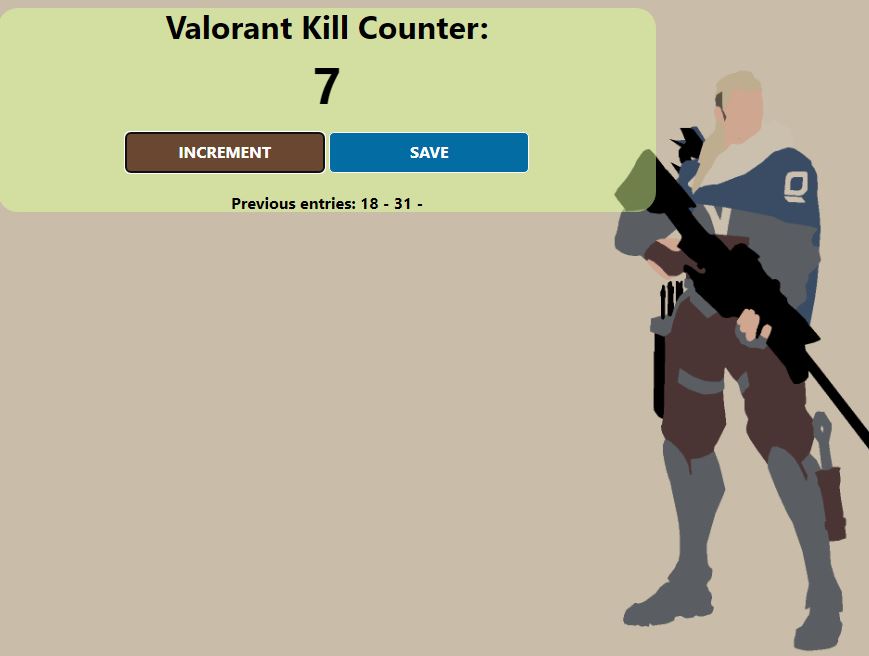 Valorant Kill Counter:
7
INCREMENT SAVE
Previous entries: 18 - 31 -